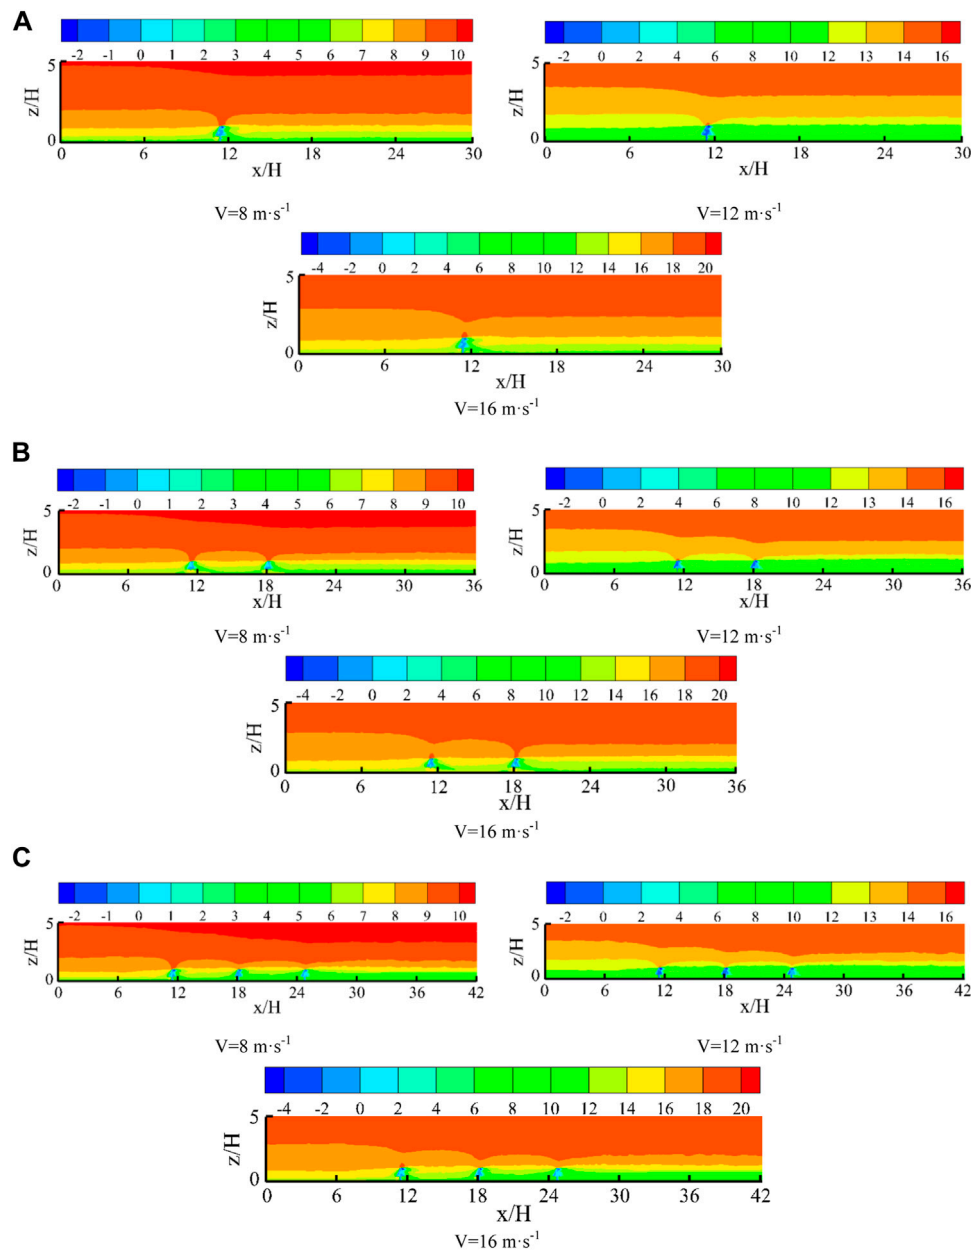 A
-2 -1 0 1 2 3 4 5 6 7 8 9 10
-2 0 4 6 8 10 12 13 14 16
5
z/H
0
0 6 12 18 24 30
x/H
5
z/H
0
0 6 12 18 24 30
x/H
V=8 m·s-1
V=12 m·s-1
-4 -2 0 2 4 6 8 10 12 14 16 18 20
5
z/H
0
0 6 12 18 24 30
x/H
V=16 m·s-1
B
-2 -1 0 1 2 3 4 5 6 7 8 9 10
-2 0 2 4 6 8 10 12 13 14 16
5
z/H
0
0 6 12 18 24 30 36
x/H
5
z/H
0
0 6 12 18 24 30 36
x/H
V=8 m·s-1
V=12 m·s-1
-4 -2 0 2 4 6 8 10 12 14 16 18 20
5
z/H
0
0 6 12 18 24 30 36
x/H
V=16 m·s-1
C
-2 -1 0 1 2 3 4 5 6 7 8 9 10
-2 0 2 4 6 8 10 12 13 14 16
5
z/H
0
0 6 12 18 24 30 36 42
x/H
5
z/H
0
0 6 12 18 24 30 36 42
x/H
V=8 m·s-1
V=12 m·s-1
-4 -2 0 2 4 6 8 10 12 14 16 18 20
5
z/H
0
0 6 12 18 24 30 36 42
x/H
V=16 m·s-1